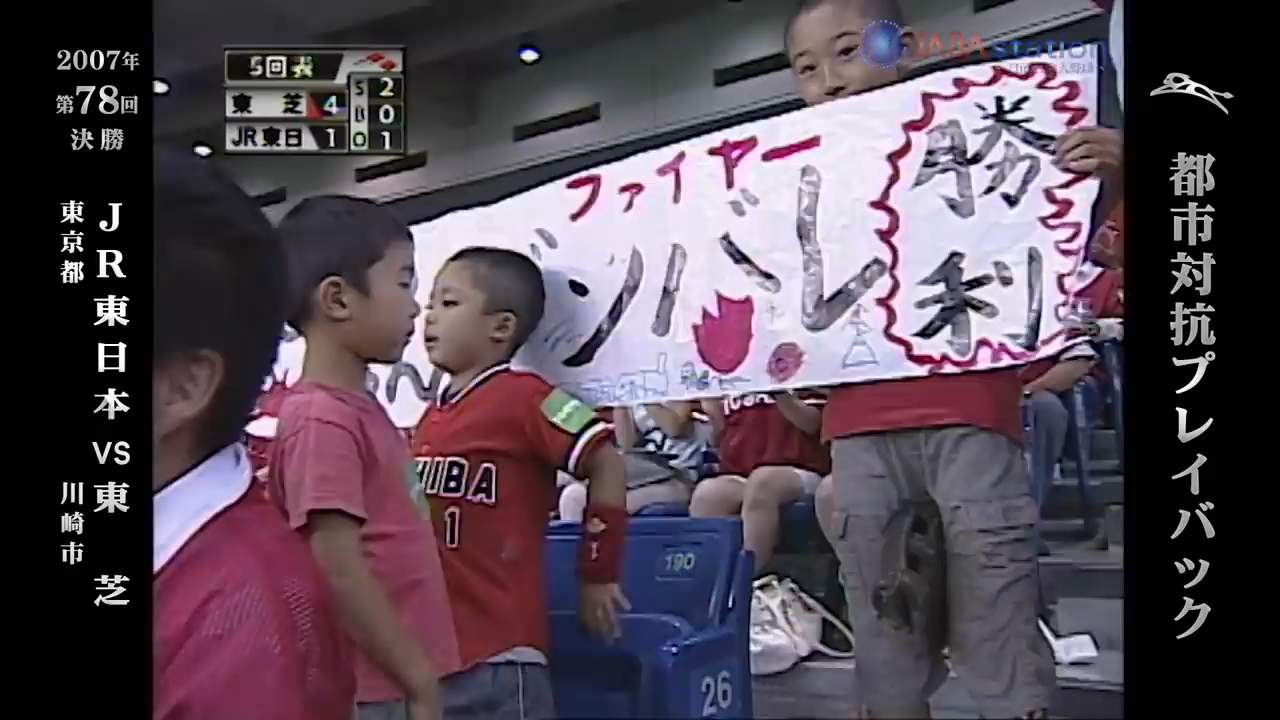 2007年
第78回
決勝
JR東日本 vs 東芝
東京都
川崎市
5回表
東芝 4
JR東日 1
S 2
B 0
O 1
JABA station
ファイヤー
ンバレ
勝利
HIBA
1
190
26
都市対抗プレイバック